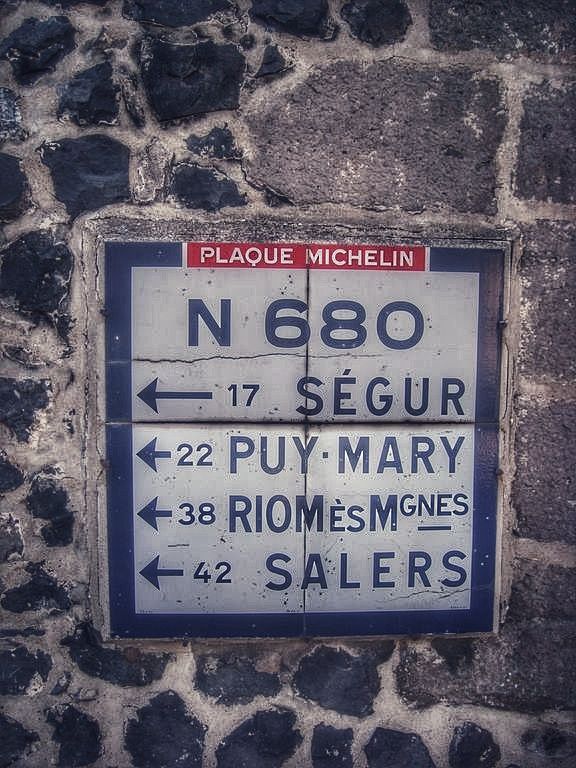 PLAQUE MICHELIN
N 680
17 SÉGUR
22 PUY·MARY
38 RIOMÈSMGNES
42 SALERS